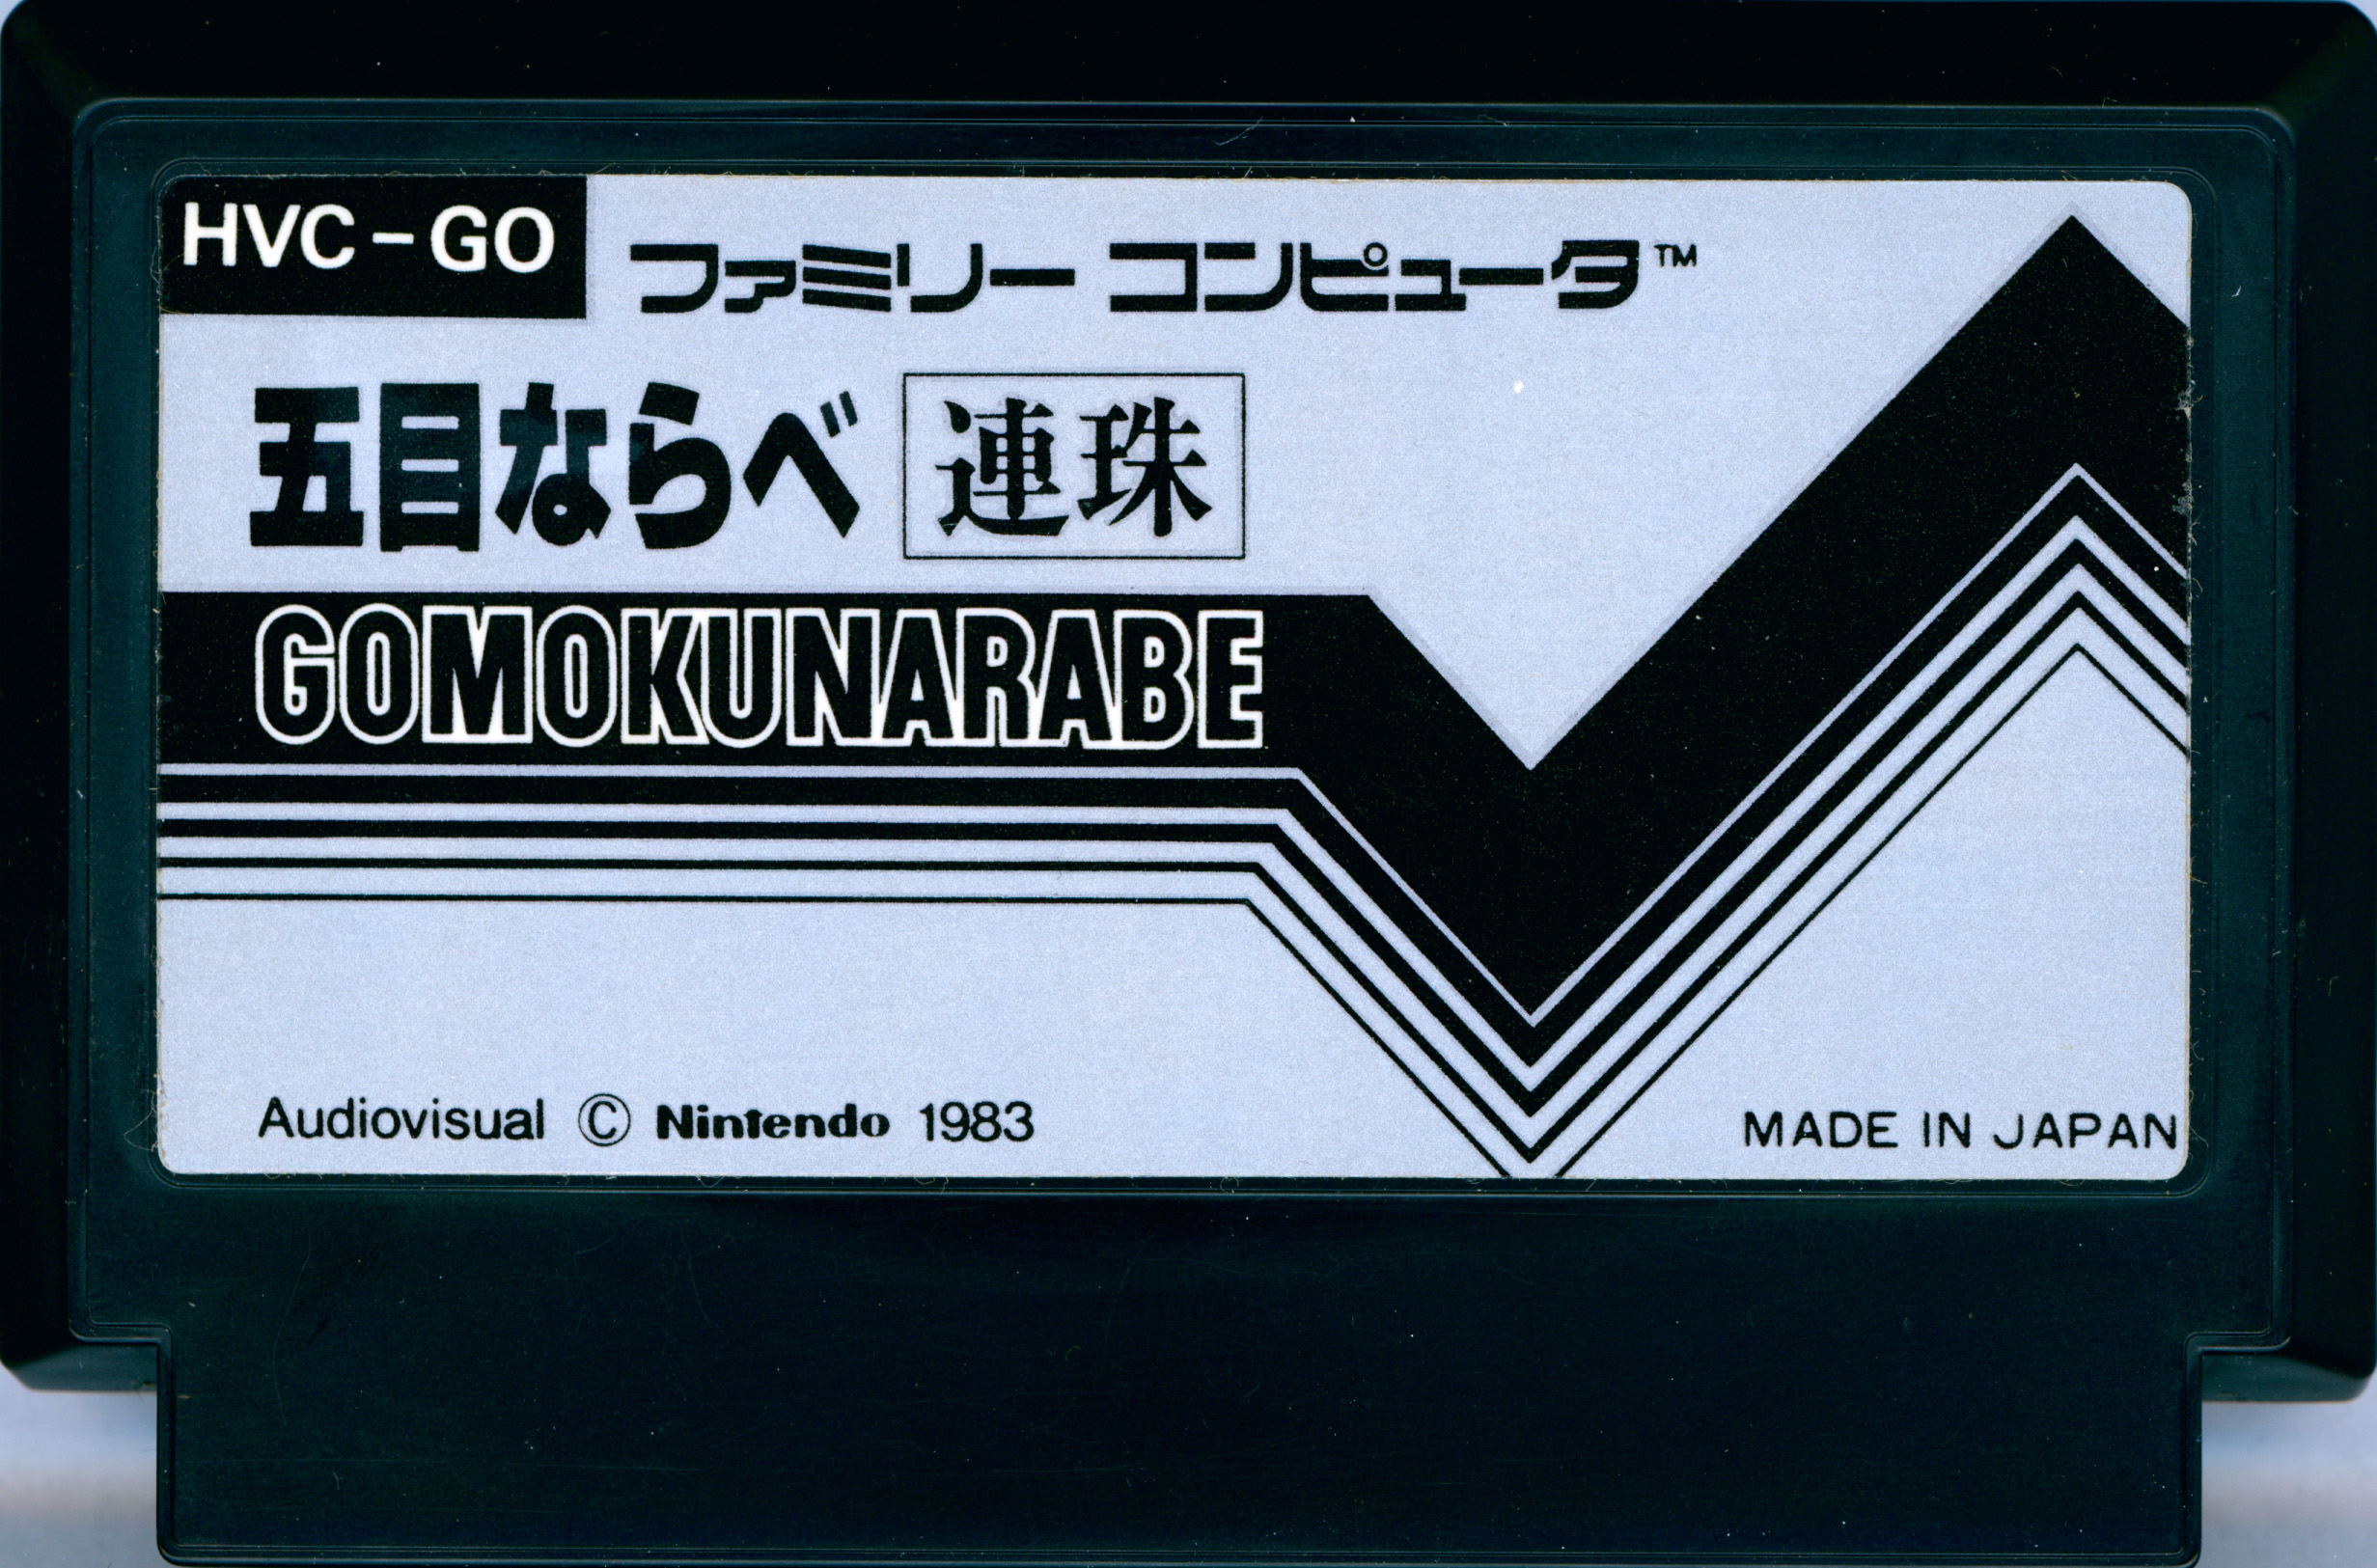 HVC-GO
ファミリー コンピュータ™
五目ならべ 連珠
GOMOKUNARABE
Audiovisual © Nintendo 1983
MADE IN JAPAN